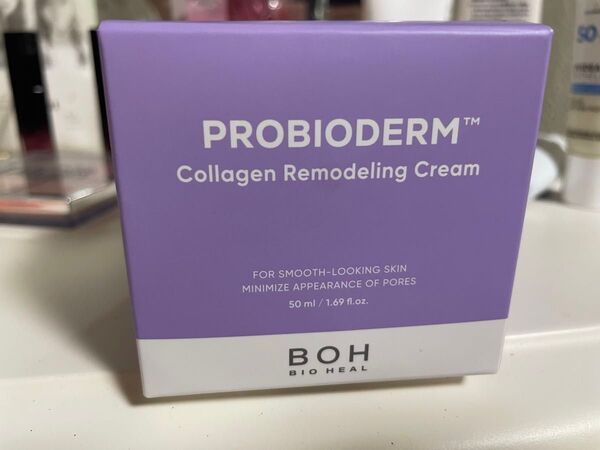 PROBIODERM™
Collagen Remodeling Cream
FOR SMOOTH-LOOKING SKIN
MINIMIZE APPEARANCE OF PORES
50 ml / 1.69 fl.oz.
BOH
BIO HEAL